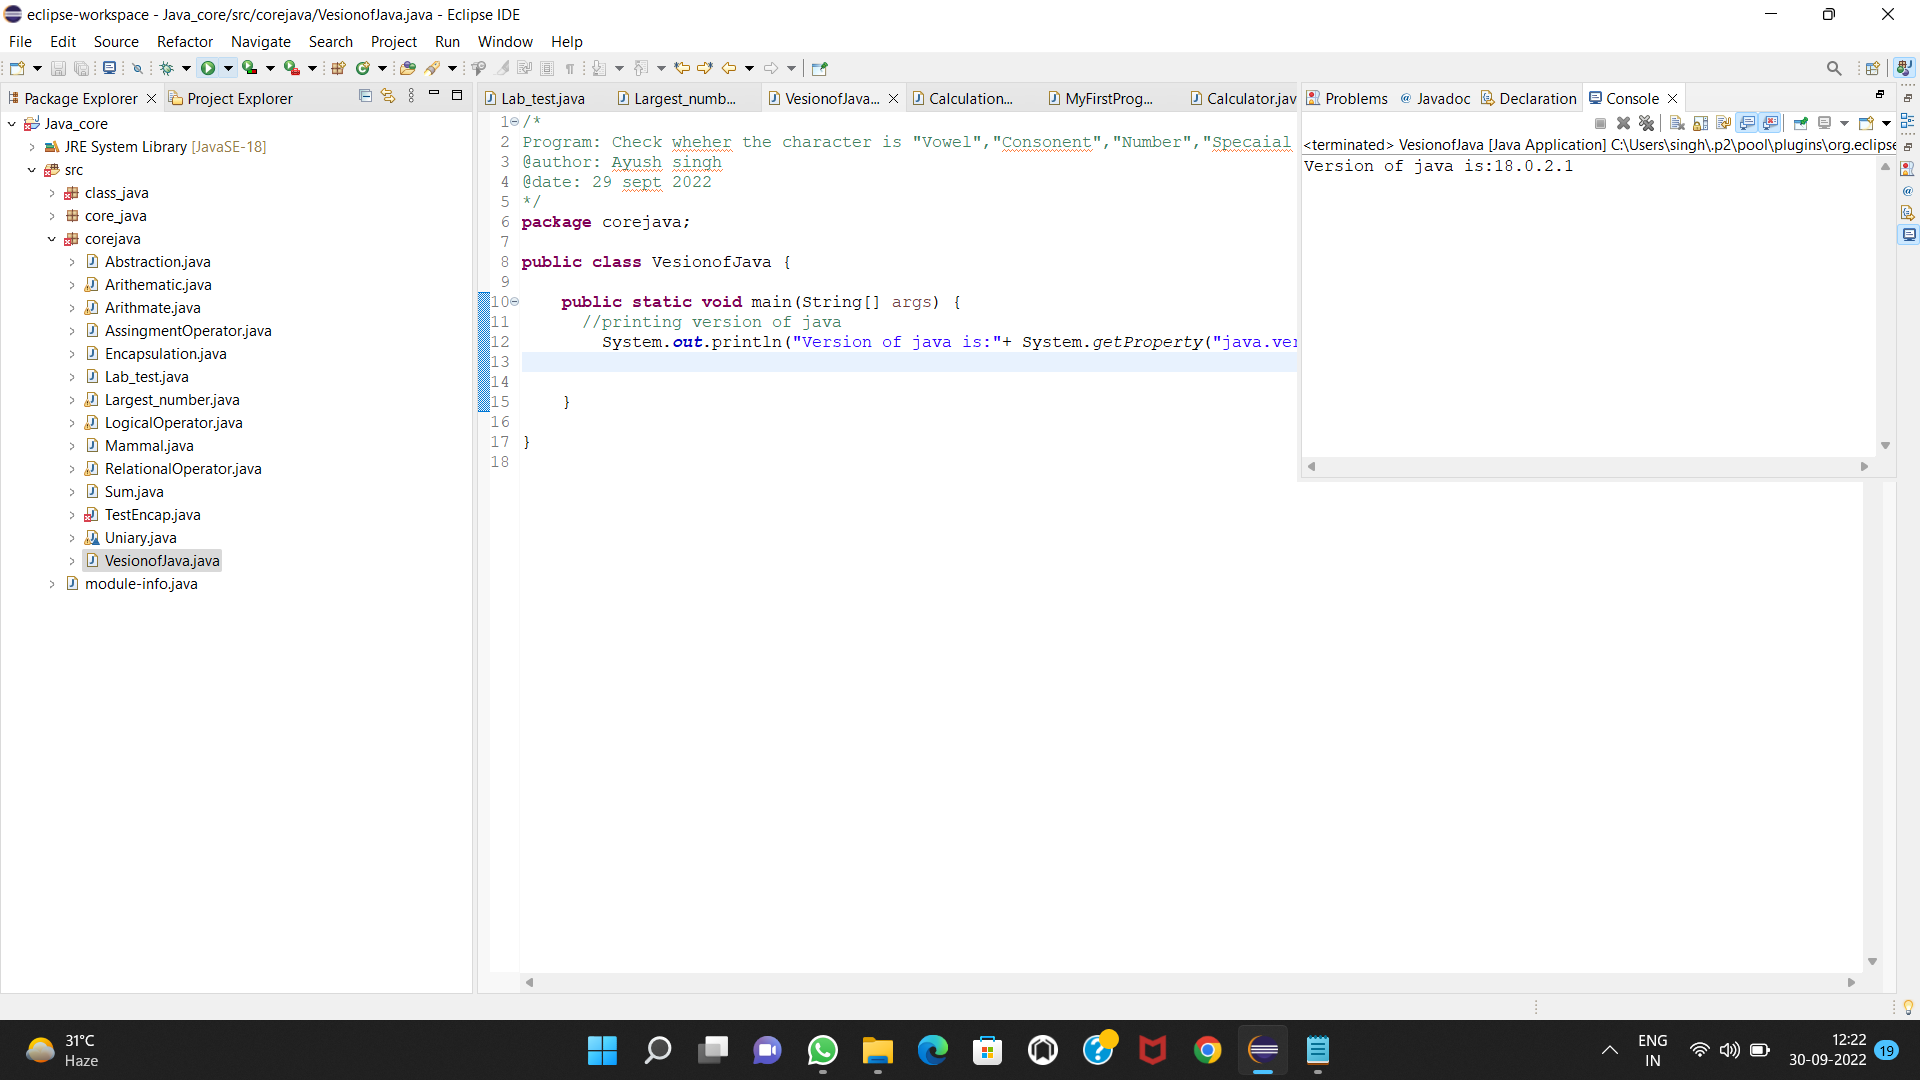 eclipse-workspace - Java_core/src/corejava/VesionofJava.java - Eclipse IDE
File Edit Source Refactor Navigate Search Project Run Window Help
Package Explorer Project Explorer
Java_core
JRE System Library [JavaSE-18]
src
class_java
core_java
corejava
Abstraction.java
Arithematic.java
Arithmate.java
AssingmentOperator.java
Encapsulation.java
Lab_test.java
Largest_number.java
LogicalOperator.java
Mammal.java
RelationalOperator.java
Sum.java
TestEncap.java
Uniary.java
VesionofJava.java
module-info.java
Lab_test.java Largest_numb... VesionofJava... Calculation... MyFirstProg... Calculator.jav
1 /*
2 Program: Check wheher the character is "Vowel","Consonent","Number","Specaial
3 @author: Ayush singh
4 @date: 29 sept 2022
5 */
6 package corejava;
7
8 public class VesionofJava {
9
10 public static void main(String[] args) {
11 //printing version of java
12 System.out.println("Version of java is:"+ System.getProperty("java.ver
13
14
15 }
16
17 }
18
Problems Javadoc Declaration Console
<terminated> VesionofJava [Java Application] C:\Users\singh\.p2\pool\plugins\org.eclipse
Version of java is:18.0.2.1
31°C
Haze
ENG
IN
12:22
30-09-2022
19